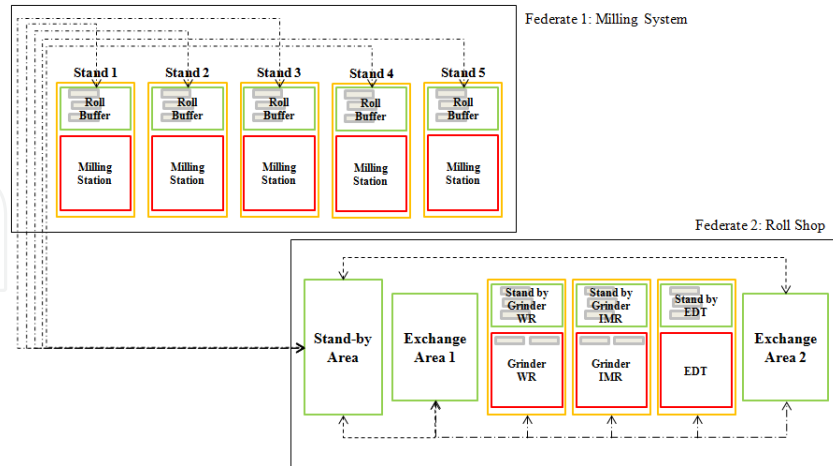 Federate 1: Milling System
Stand 1 Stand 2 Stand 3 Stand 4 Stand 5
Roll Roll Roll Roll Roll
Buffer Buffer Buffer Buffer Buffer
Milling Milling Milling Milling Milling
Station Station Station Station Station
Federate 2: Roll Shop
Stand-by
Area
Exchange
Area 1
Stand by
Grinder
WR
Grinder
WR
Stand by
Grinder
IMR
Grinder
IMR
Stand by
EDT
EDT
Exchange
Area 2